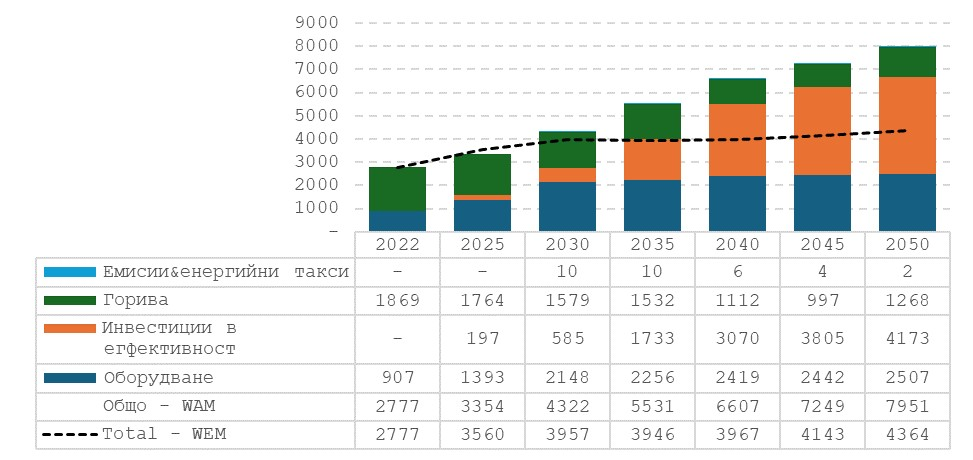 9000
8000
7000
6000
5000
4000
3000
2000
1000
-
2022 2025 2030 2035 2040 2045 2050
Емисии&енергийни такси - - 10 10 6 4 2
Горива 1869 1764 1579 1532 1112 997 1268
Инвестиции в
егфективност - 197 585 1733 3070 3805 4173
Оборудване 907 1393 2148 2256 2419 2442 2507
Общо - WAM 2777 3354 4322 5531 6607 7249 7951
Total - WEM 2777 3560 3957 3946 3967 4143 4364